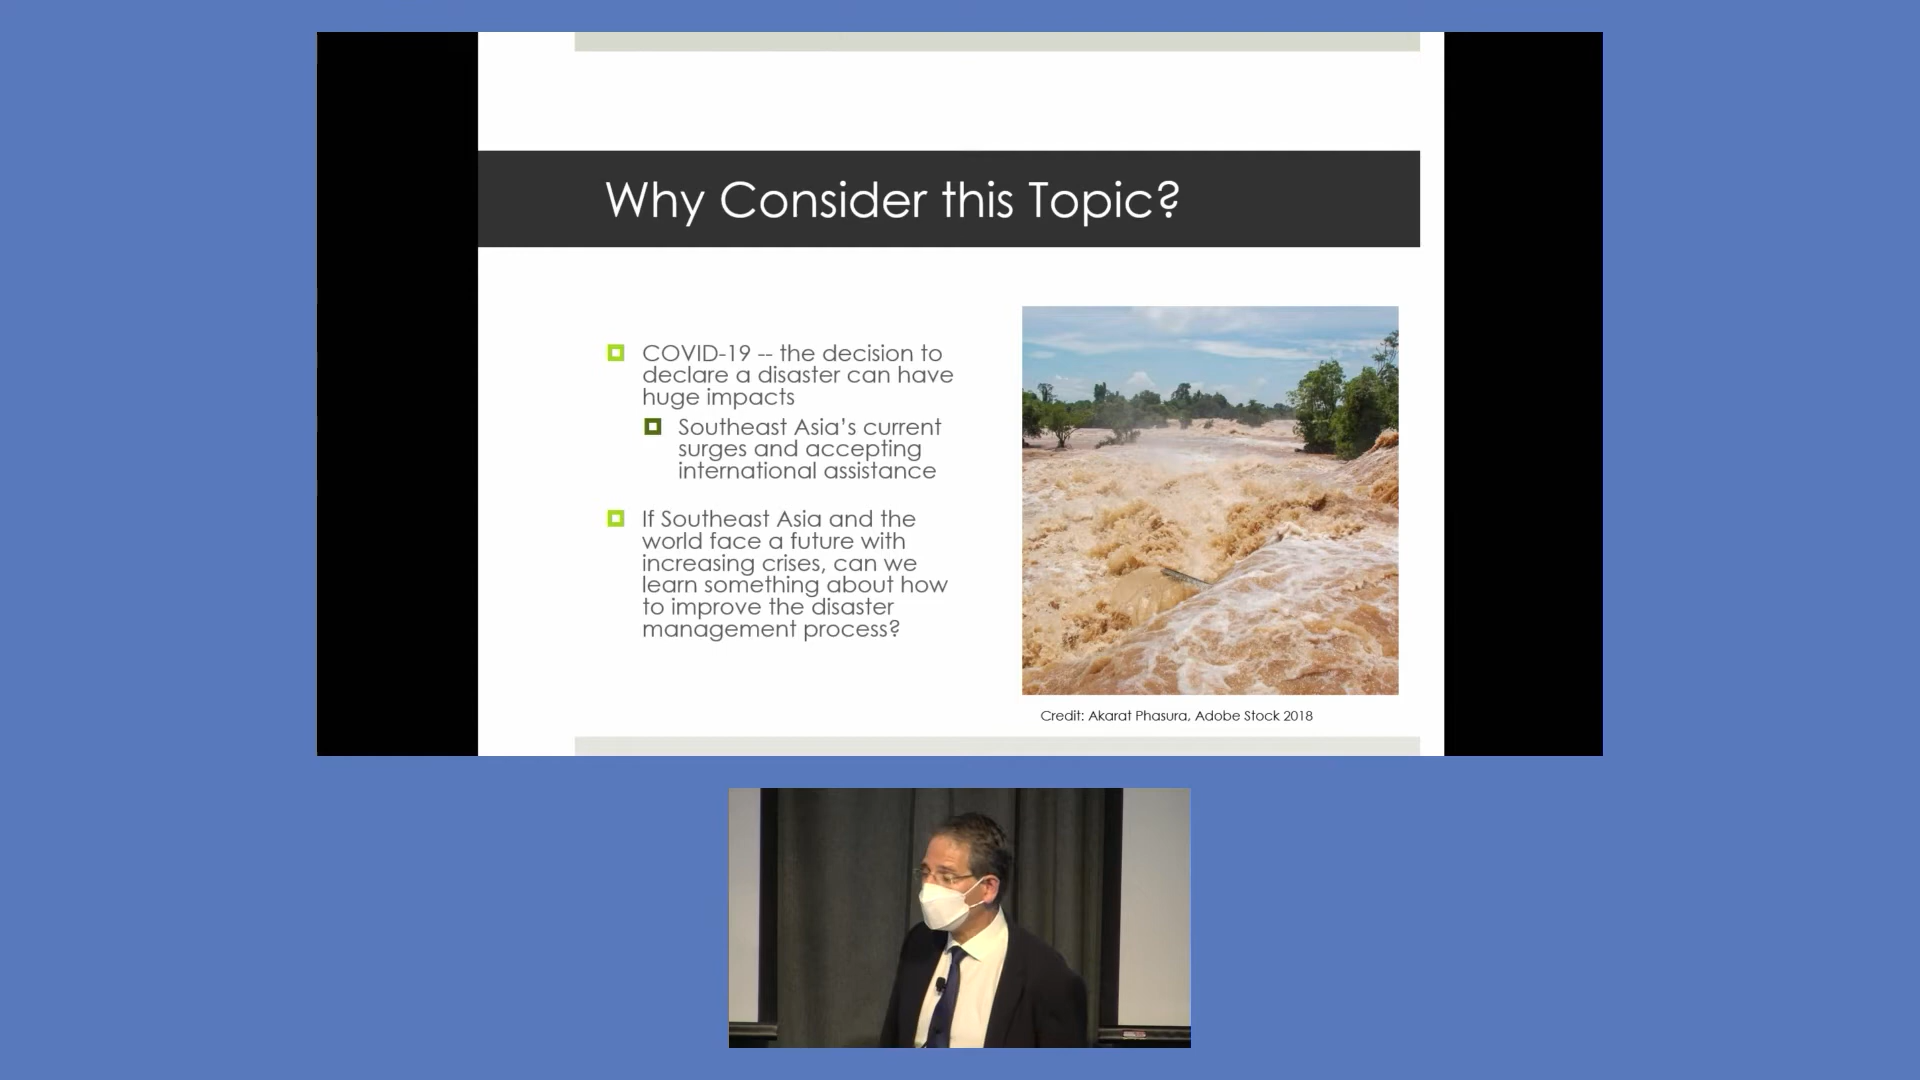 Why Consider this Topic?
COVID-19 -- the decision to
declare a disaster can have
huge impacts
Southeast Asia's current
surges and accepting
international assistance
If Southeast Asia and the
world face a future with
increasing crises, can we
learn something about how
to improve the disaster
management process?
Credit: Akarat Phasura, Adobe Stock 2018